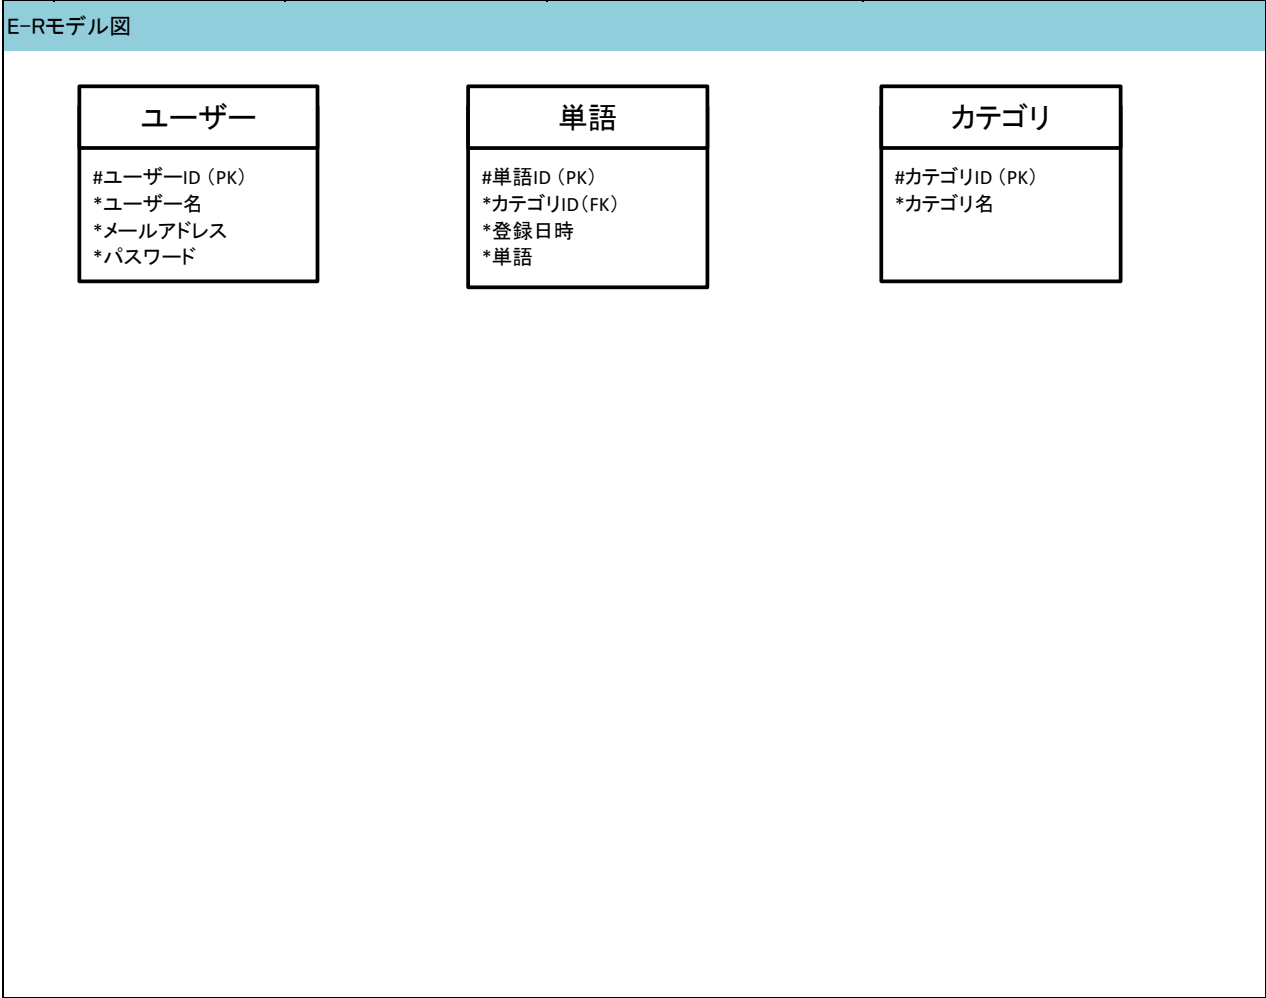 E-Rモデル図
ユーザー
#ユーザーID（PK）
*ユーザー名
*メールアドレス
*パスワード
単語
#単語ID（PK）
*カテゴリID（FK）
*登録日時
*単語
カテゴリ
#カテゴリID（PK）
*カテゴリ名